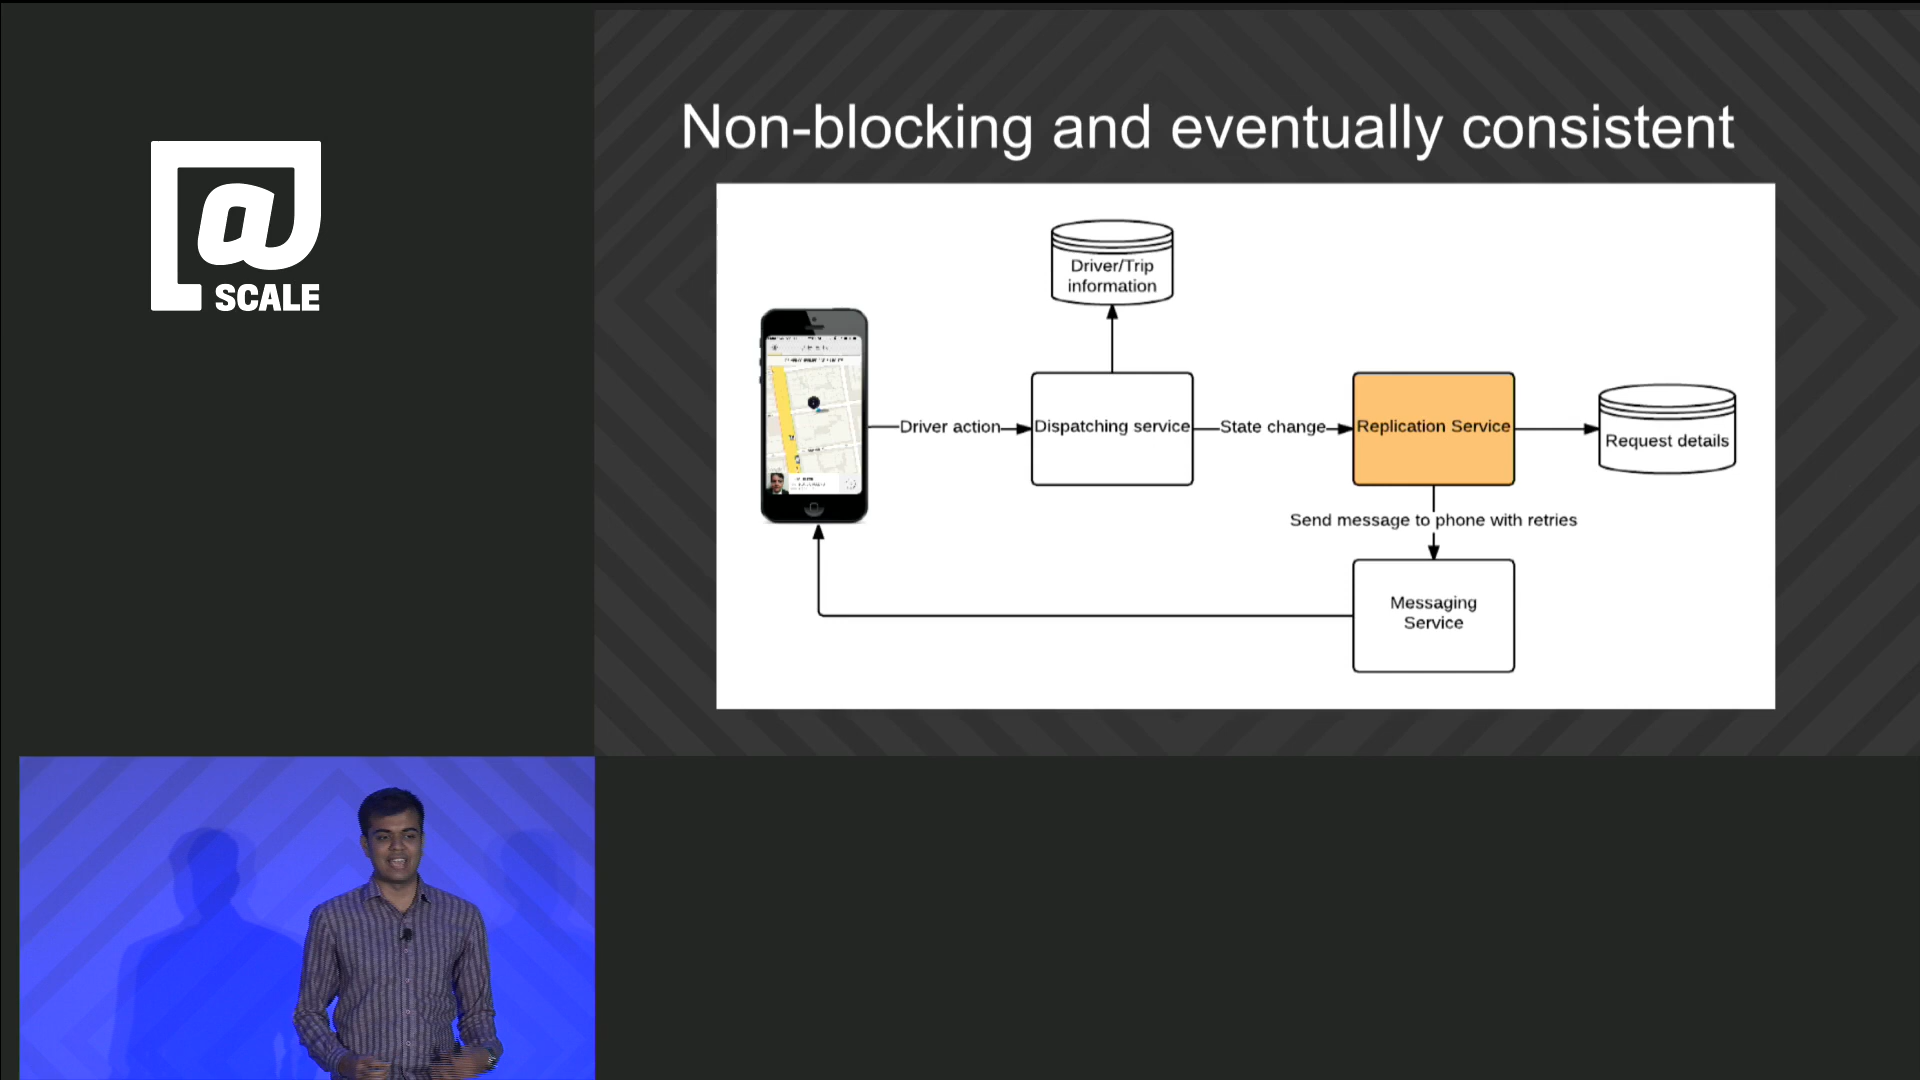 @
SCALE
Non-blocking and eventually consistent
Driver/Trip
information
Driver action
Dispatching service
State change
Replication Service
Request details
Send message to phone with retries
Messaging
Service